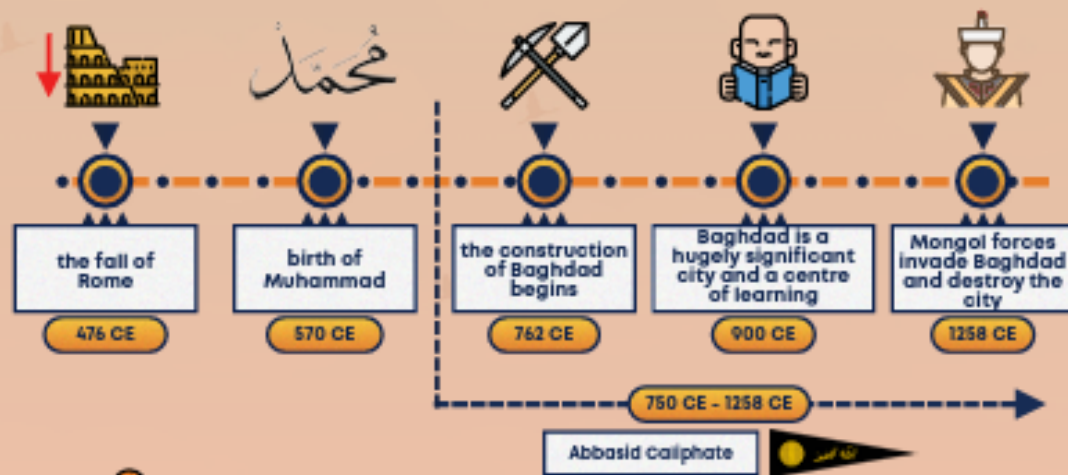 محمد
the fall of
Rome
476 CE
birth of
Muhammad
570 CE
the construction
of Baghdad
begins
762 CE
Baghdad is a
hugely significant
city and a centre
of learning
900 CE
Mongol forces
invade Baghdad
and destroy the
city
1258 CE
750 CE - 1258 CE
Abbasid Caliphate